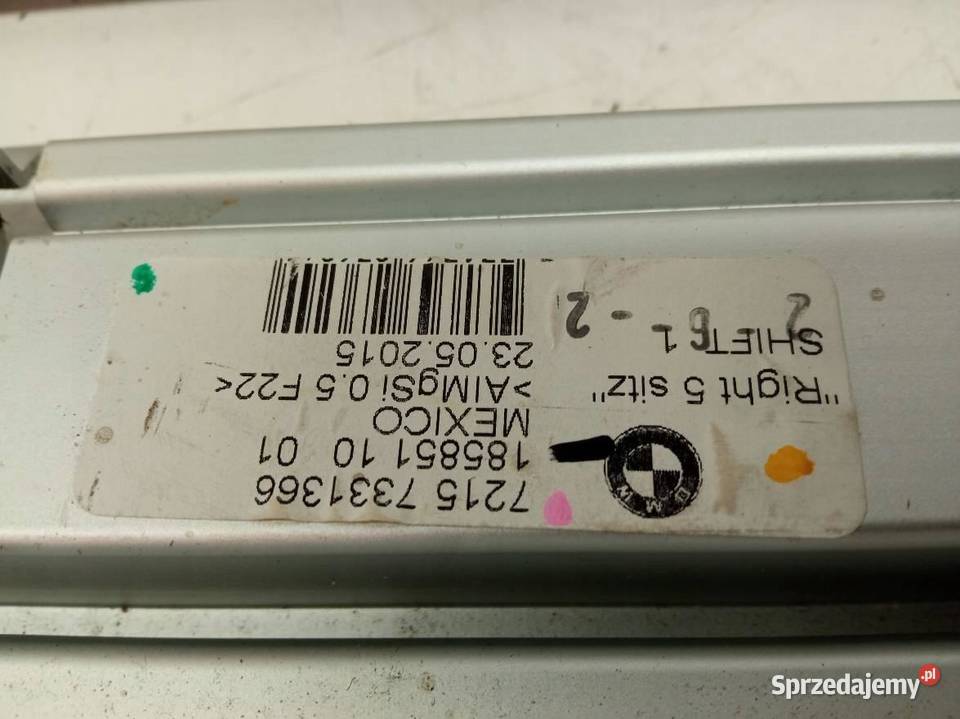 7215 7331366
185851 10 01
MEXICO
>AlMgSi 0.5 F22<
23.05.2015
BMW
"Right 5 sitz"
SHIFT 1
2 6 - 2
Sprzedajemy.pl